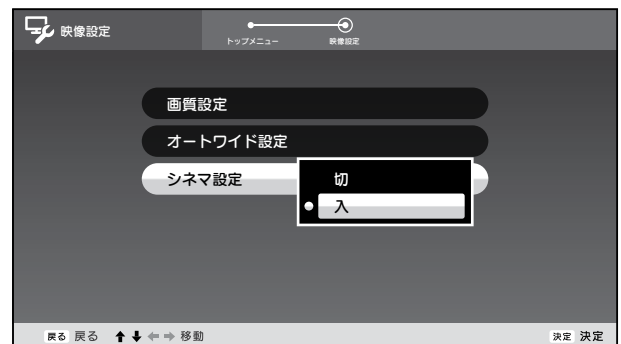 映像設定
トップメニュー 映像設定
画質設定
オートワイド設定
シネマ設定
切
入
戻る 戻る 移動 決定 決定